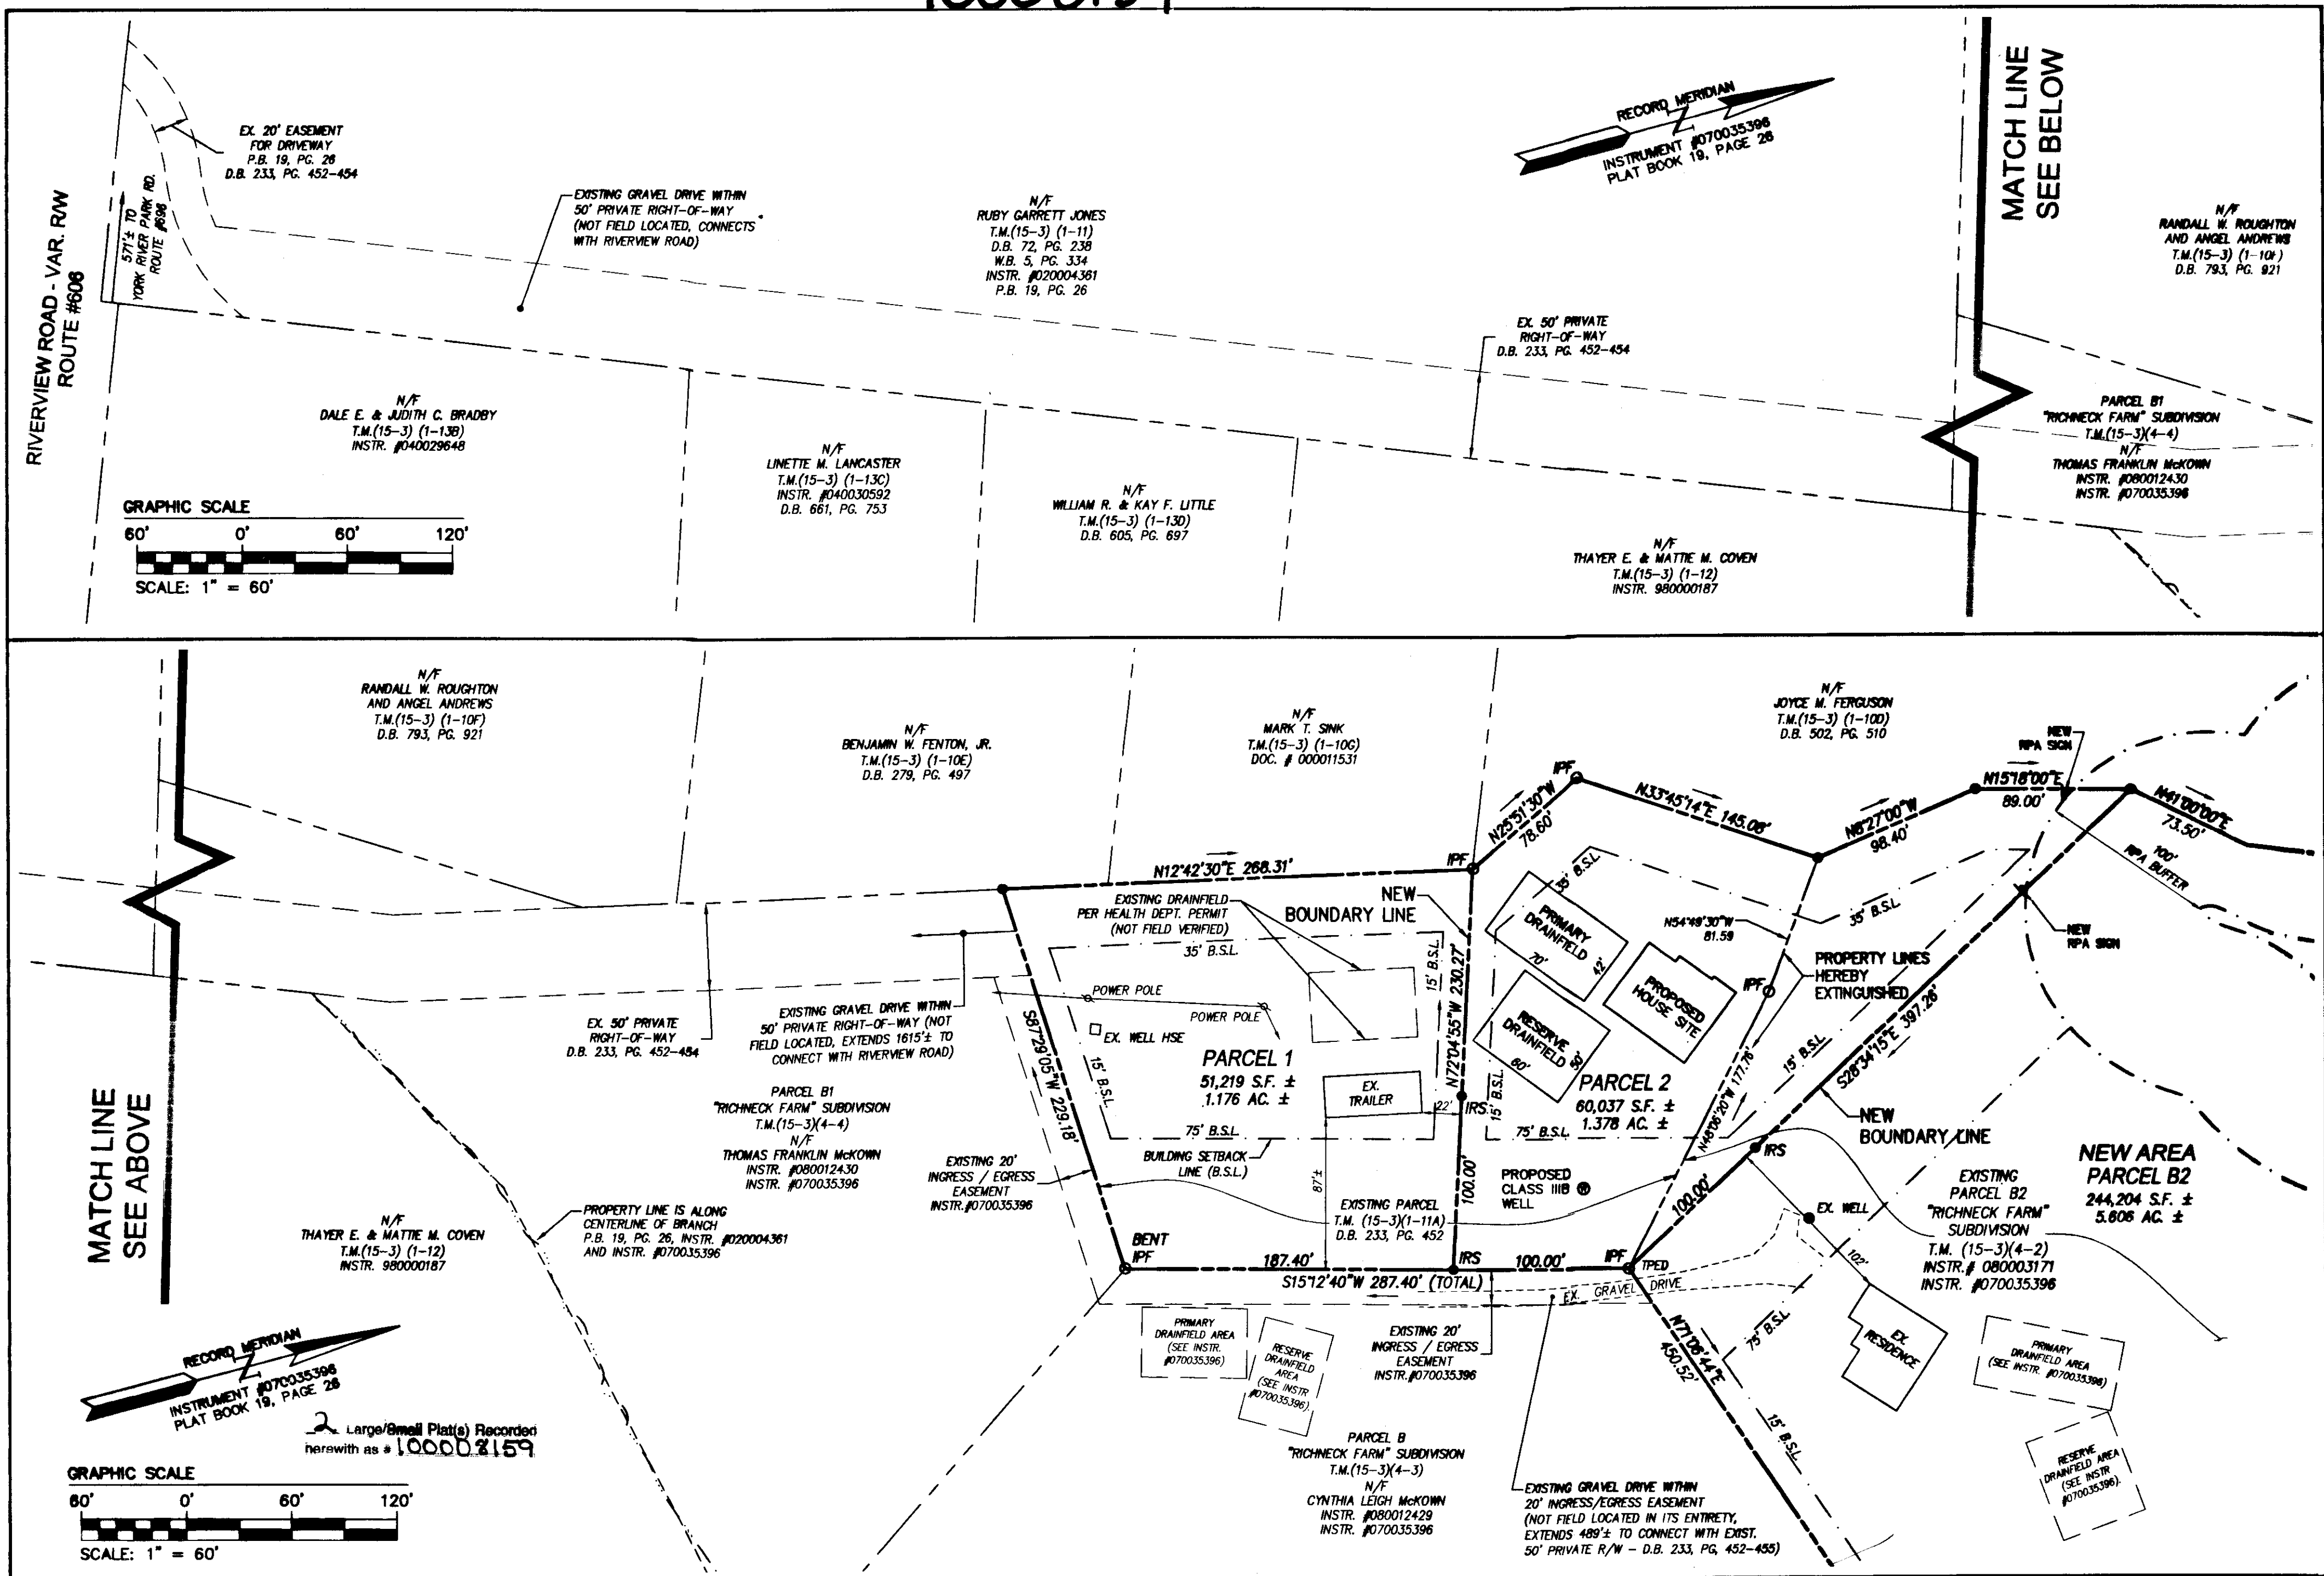 RIVERVIEW ROAD - VAR. R/W
ROUTE #606
571'± TO
YORK RIVER PARK RD.
ROUTE #696
EX. 20' EASEMENT
FOR DRIVEWAY
P.B. 19, PG. 26
D.B. 233, PG. 452-454
EXISTING GRAVEL DRIVE WITHIN
50' PRIVATE RIGHT-OF-WAY
(NOT FIELD LOCATED, CONNECTS
WITH RIVERVIEW ROAD)
N/F
RUBY GARRETT JONES
T.M.(15-3) (1-11)
D.B. 72, PG. 238
W.B. 5, PG. 334
INSTR. #020004361
P.B. 19, PG. 26
RECORD MERIDIAN
INSTRUMENT #070035396
PLAT BOOK 19, PAGE 26
MATCH LINE
SEE BELOW
N/F
RANDALL W. ROUGHTON
AND ANGEL ANDREWS
T.M.(15-3) (1-10F)
D.B. 793, PG. 921
EX. 50' PRIVATE
RIGHT-OF-WAY
D.B. 233, PG. 452-454
N/F
DALE E. & JUDITH C. BRADBY
T.M.(15-3) (1-13B)
INSTR. #040029648
N/F
LINETTE M. LANCASTER
T.M.(15-3) (1-13C)
INSTR. #040030592
D.B. 661, PG. 753
N/F
WILLIAM R. & KAY F. LITTLE
T.M.(15-3) (1-13D)
D.B. 605, PG. 697
N/F
THAYER E. & MATTIE M. COVEN
T.M.(15-3) (1-12)
INSTR. 980000187
PARCEL B1
"RICHNECK FARM" SUBDIVISION
T.M.(15-3)(4-4)
N/F
THOMAS FRANKLIN McKOWN
INSTR. #080012430
INSTR. #070035396
GRAPHIC SCALE
60' 0' 60' 120'
SCALE: 1" = 60'
N/F
RANDALL W. ROUGHTON
AND ANGEL ANDREWS
T.M.(15-3) (1-10F)
D.B. 793, PG. 921
N/F
BENJAMIN W. FENTON, JR.
T.M.(15-3) (1-10E)
D.B. 279, PG. 497
N/F
MARK T. SINK
T.M.(15-3) (1-10G)
DOC. # 000011531
N/F
JOYCE M. FERGUSON
T.M.(15-3) (1-10D)
D.B. 502, PG. 510
NEW
RPA SIGN
IPF
N25°51'30"W
78.60'
N33°45'14"E 145.08'
N8°27'00"W
98.40'
N15°18'00"E
89.00'
N41°00'00"E
73.50'
100'
RPA BUFFER
NEW
RPA SIGN
N12°42'30"E 268.31'
IPF
NEW
BOUNDARY LINE
EXISTING DRAINFIELD
PER HEALTH DEPT. PERMIT
(NOT FIELD VERIFIED)
35' B.S.L.
15' B.S.L.
N72°04'55"W 230.27'
35' B.S.L
PRIMARY
DRAINFIELD
70'
42'
RESERVE
DRAINFIELD
60'
50'
PROPOSED
HOUSE SITE
N54°49'30"W
81.59
35' B.S.L
IPF
PROPERTY LINES
HEREBY
EXTINGUISHED
15' B.S.L
S28°34'15"E 397.26'
POWER POLE
POWER POLE
EX. WELL HSE
EXISTING GRAVEL DRIVE WITHIN
50' PRIVATE RIGHT-OF-WAY (NOT
FIELD LOCATED, EXTENDS 1615'± TO
CONNECT WITH RIVERVIEW ROAD)
EX. 50' PRIVATE
RIGHT-OF-WAY
D.B. 233, PG. 452-454
S87°29'05"W 229.18'
15' B.S.L.
PARCEL 1
51,219 S.F. ±
1.176 AC. ±
EX.
TRAILER
22'
IRS
15' B.S.L.
75' B.S.L
PARCEL 2
60,037 S.F. ±
1.378 AC. ±
75' B.S.L.
N48°06'20"W 177.76'
NEW
BOUNDARY LINE
IRS
NEW AREA
PARCEL B2
244,204 S.F. ±
5.606 AC. ±
MATCH LINE
SEE ABOVE
PARCEL B1
"RICHNECK FARM" SUBDIVISION
T.M.(15-3)(4-4)
N/F
THOMAS FRANKLIN McKOWN
INSTR. #080012430
INSTR. #070035396
EXISTING 20'
INGRESS / EGRESS
EASEMENT
INSTR.#070035396
BUILDING SETBACK
LINE (B.S.L.)
87'±
EXISTING PARCEL
T.M. (15-3)(1-11A)
D.B. 233, PG. 452
100.00'
PROPOSED
CLASS IIIB
WELL
100.00'
EX. WELL
102'
EXISTING
PARCEL B2
"RICHNECK FARM"
SUBDIVISION
T.M. (15-3)(4-2)
INSTR.# 080003171
INSTR. #070035396
N/F
THAYER E. & MATTIE M. COVEN
T.M.(15-3) (1-12)
INSTR. 980000187
PROPERTY LINE IS ALONG
CENTERLINE OF BRANCH
P.B. 19, PG. 26, INSTR. #020004361
AND INSTR. #070035396
BENT
IPF
187.40'
IRS
100.00'
IPF
TPED
S15°12'40"W 287.40' (TOTAL)
EX. GRAVEL DRIVE
PRIMARY
DRAINFIELD AREA
(SEE INSTR.
#070035396)
RESERVE
DRAINFIELD
AREA
(SEE INSTR
#070035396).
EXISTING 20'
INGRESS / EGRESS
EASEMENT
INSTR.#070035396
N71°08'44"E
450.52'
75' B.S.L
15' B.S.L
EX.
RESIDENCE
PRIMARY
DRAINFIELD AREA
(SEE INSTR. #070035396)
RESERVE
DRAINFIELD AREA
(SEE INSTR
#070035396).
RECORD MERIDIAN
INSTRUMENT #070035396
PLAT BOOK 19, PAGE 26
2 Large/Small Plat(s) Recorded
herewith as # 100008159
GRAPHIC SCALE
60' 0' 60' 120'
SCALE: 1" = 60'
PARCEL B
"RICHNECK FARM" SUBDIVISION
T.M.(15-3)(4-3)
N/F
CYNTHIA LEIGH McKOWN
INSTR. #080012429
INSTR. #070035396
EXISTING GRAVEL DRIVE WITHIN
20' INGRESS/EGRESS EASEMENT
(NOT FIELD LOCATED IN ITS ENTIRETY,
EXTENDS 489'± TO CONNECT WITH EXIST.
50' PRIVATE R/W - D.B. 233, PG, 452-455)